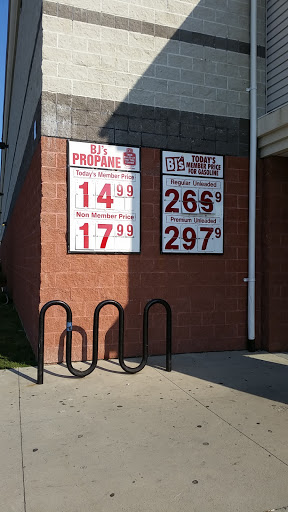 BJ's
PROPANE
Today's Member Price
14 99
Non Member Price
17 99
BJ's
TODAY'S
MEMBER PRICE
FOR GASOLINE
Regular Unleaded
265 9
Premium Unleaded
297 9